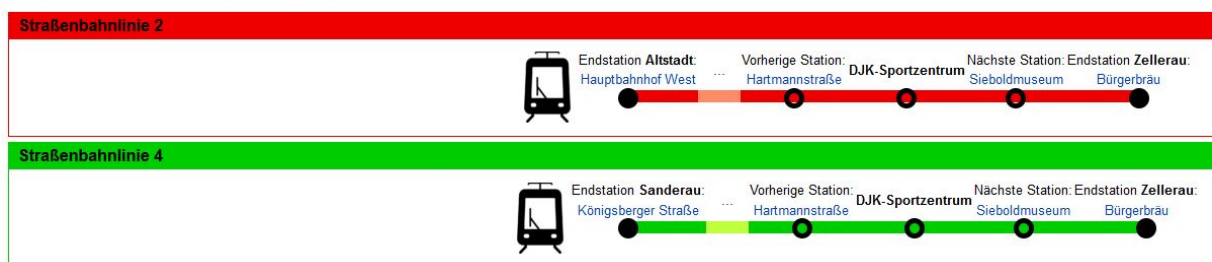 Straßenbahnlinie 2
Endstation Altstadt: ... Vorherige Station: DJK-Sportzentrum Nächste Station: Endstation Zellerau:
Hauptbahnhof West Hartmannstraße Sieboldmuseum Bürgerbräu
Straßenbahnlinie 4
Endstation Sanderau: ... Vorherige Station: DJK-Sportzentrum Nächste Station: Endstation Zellerau:
Königsberger Straße Hartmannstraße Sieboldmuseum Bürgerbräu